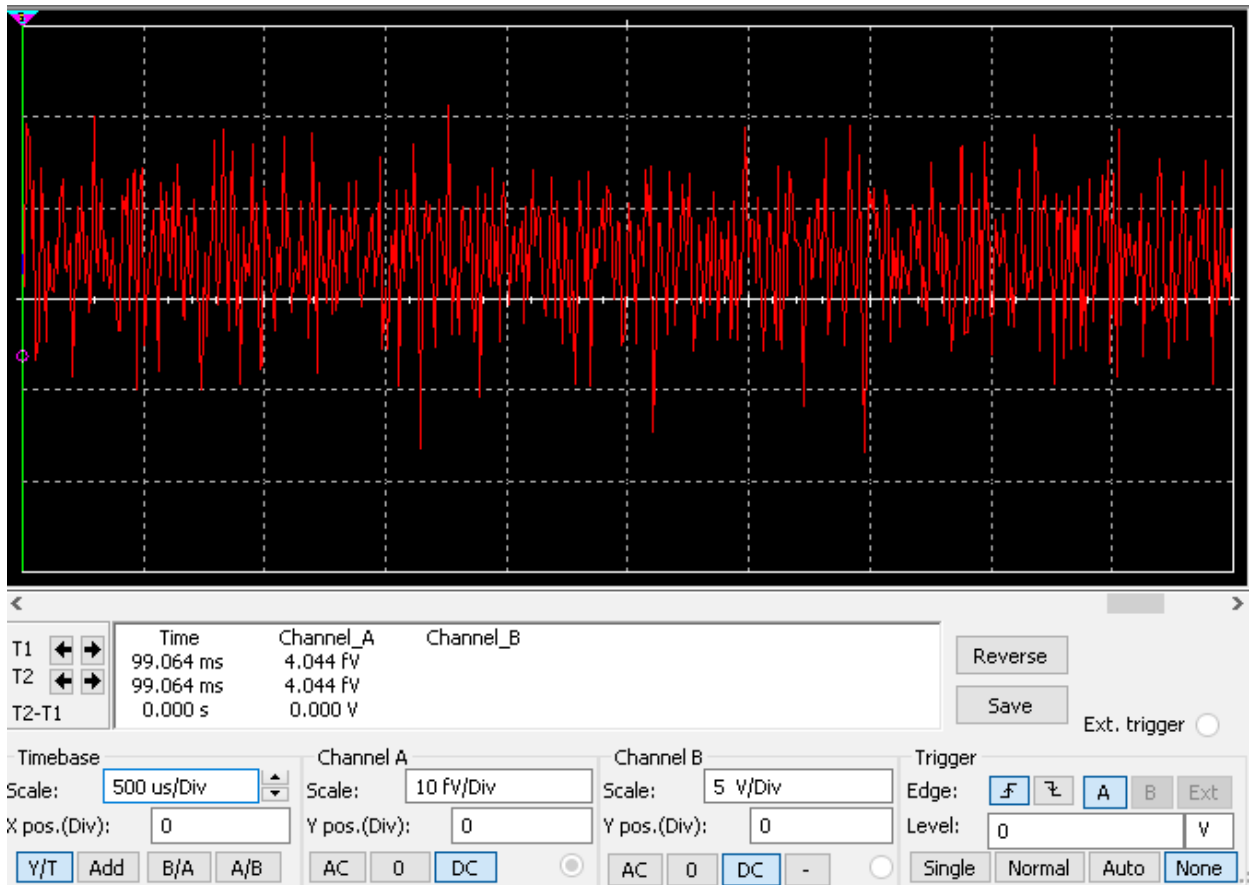 Time Channel_A Channel_B
T1 99.064 ms 4.044 fV
T2 99.064 ms 4.044 fV
T2-T1 0.000 s 0.000 V
Reverse
Save
Ext. trigger
Timebase Channel A Channel B Trigger
Scale: 500 us/Div Scale: 10 fV/Div Scale: 5 V/Div Edge: A B Ext
X pos.(Div): 0 Y pos.(Div): 0 Y pos.(Div): 0 Level: 0 V
Y/T Add B/A A/B AC 0 DC AC 0 DC - Single Normal Auto None